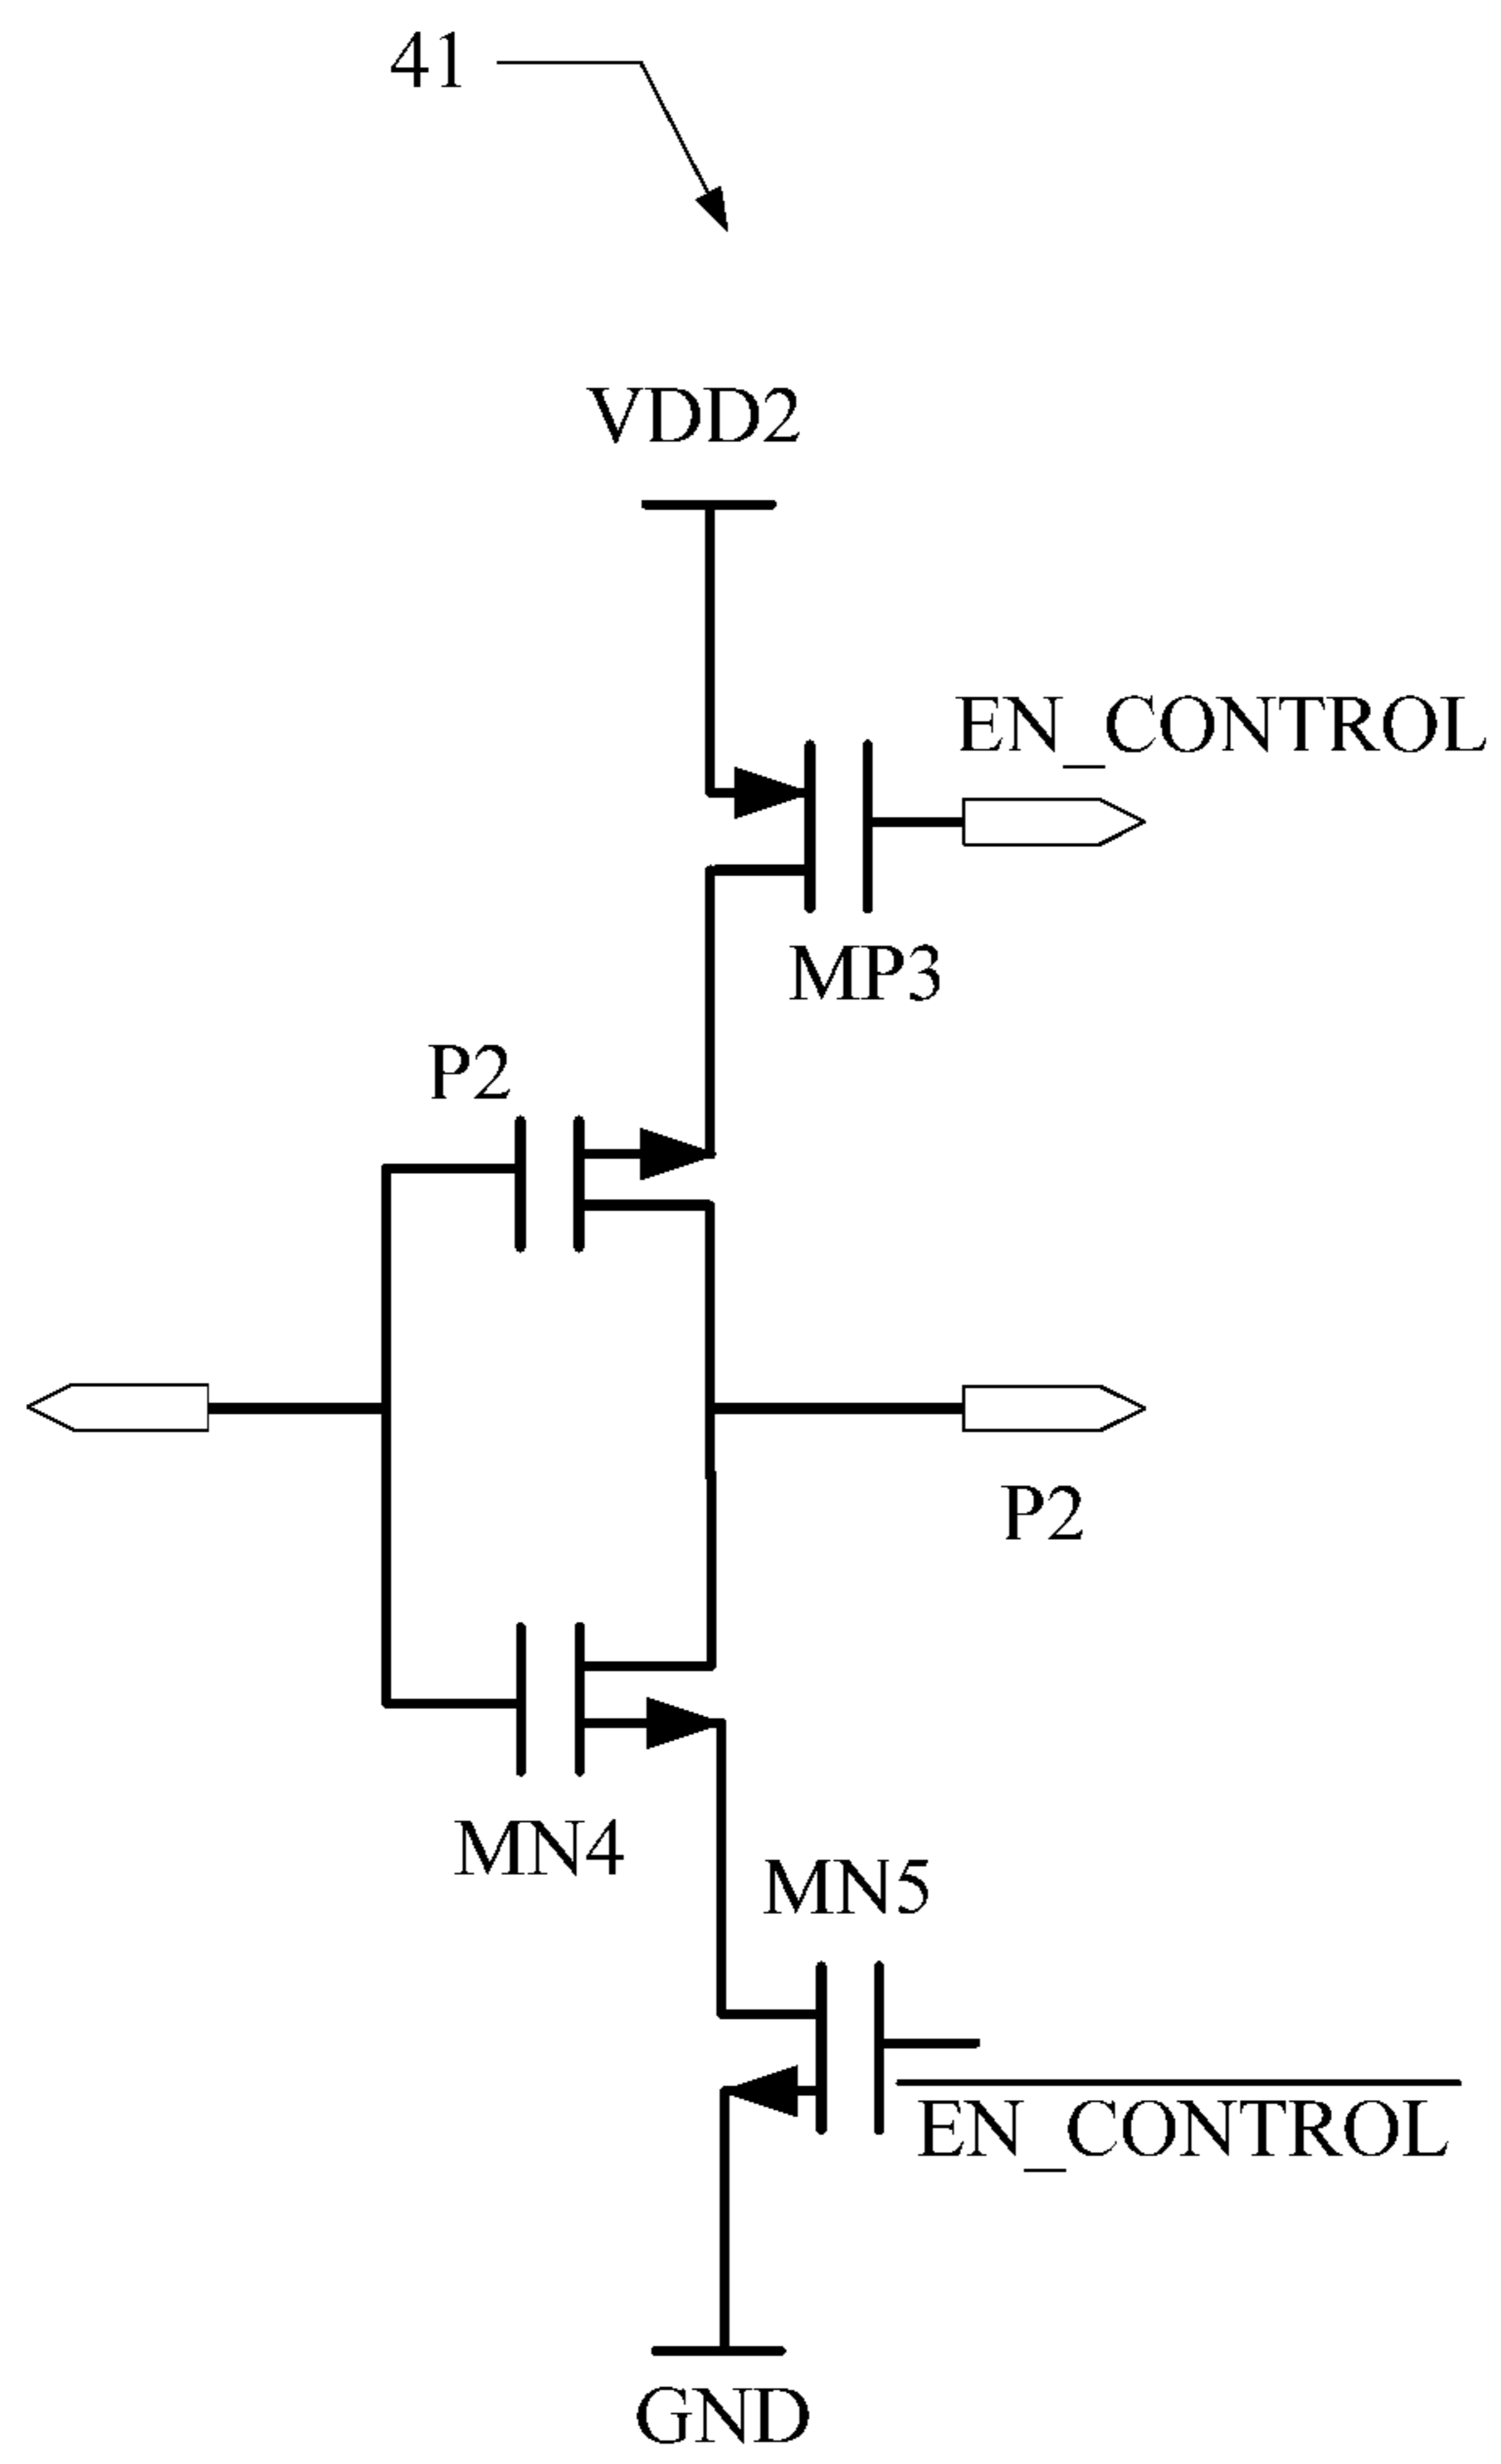 41
VDD2
EN_CONTROL
MP3
P2
P2
MN4
MN5
EN_CONTROL
GND